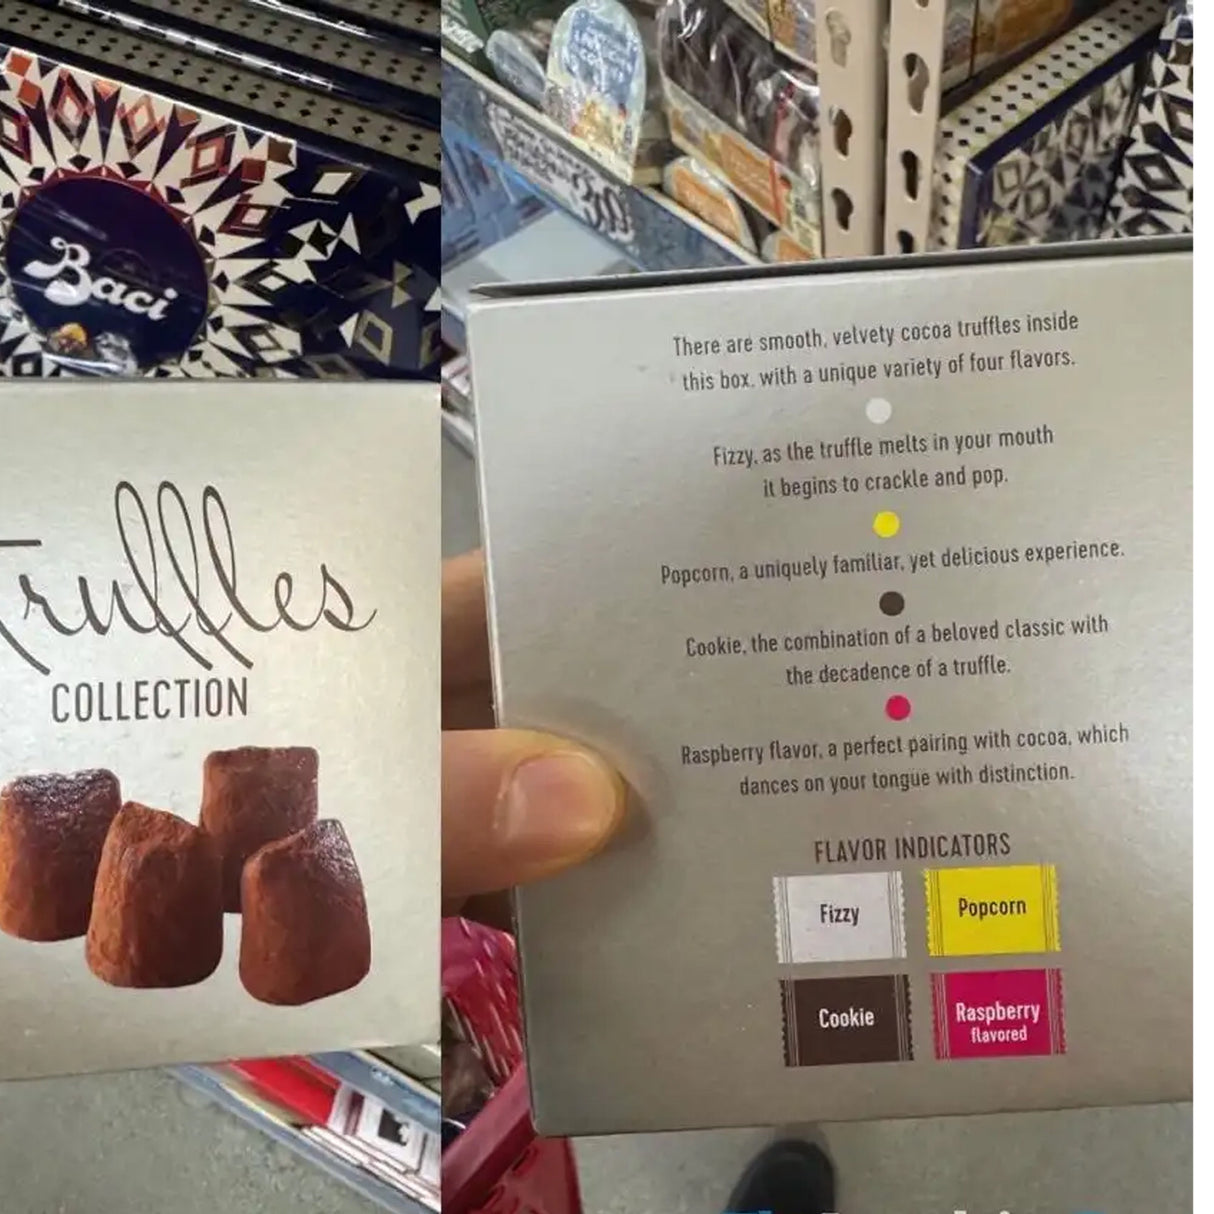 Baci
Truffles
COLLECTION
There are smooth, velvety cocoa truffles inside
this box, with a unique variety of four flavors.
Fizzy, as the truffle melts in your mouth
it begins to crackle and pop.
Popcorn, a uniquely familiar, yet delicious experience.
Cookie, the combination of a beloved classic with
the decadence of a truffle.
Raspberry flavor, a perfect pairing with cocoa, which
dances on your tongue with distinction.
FLAVOR INDICATORS
Fizzy
Popcorn
Cookie
Raspberry
flavored